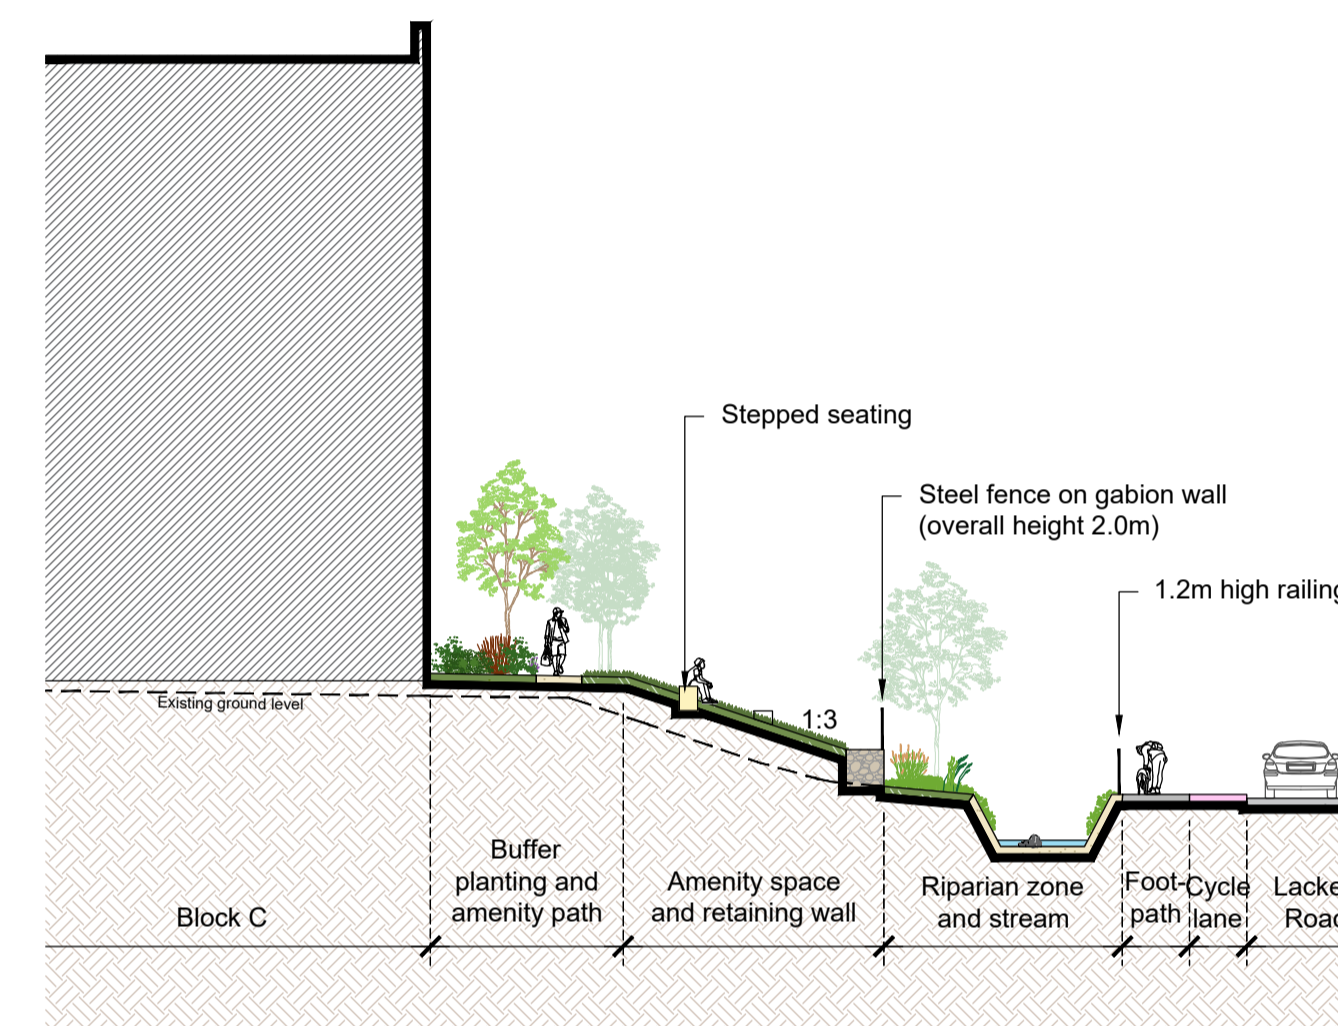 Stepped seating
Steel fence on gabion wall
(overall height 2.0m)
1.2m high railing
Existing ground level
1:3
Block C
Buffer
planting and
amenity path
Amenity space
and retaining wall
Riparian zone
and stream
Foot-
path
Cycle
lane
Lacke
Roa